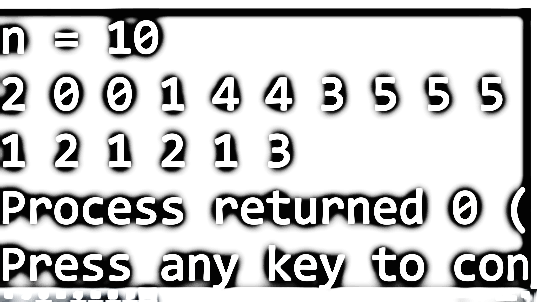 n = 10
2 0 0 1 4 4 3 5 5 5
1 2 1 2 1 3
Process returned 0 (
Press any key to con